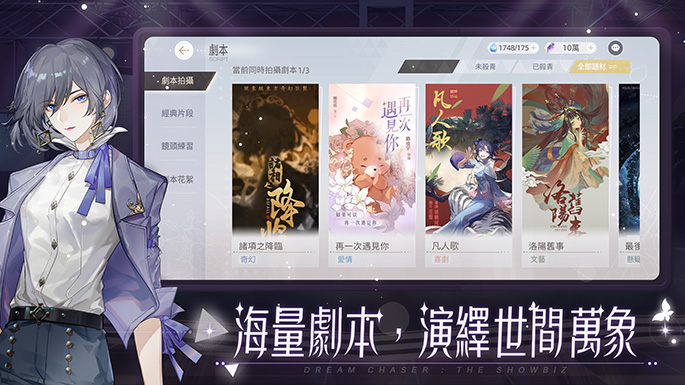 劇本
SCRIPT
1748/175
10萬
當前同時拍攝劇本1/3
未殺青
已殺青
全部題材
劇本拍攝
經典片段
鏡頭練習
本花絮
再一次
遇見你
凡人歌
洛陽舊事
諸項之降臨
奇幻
再一次遇見你
愛情
凡人歌
喜劇
洛陽舊事
文藝
最後
懸疑
海量劇本，演繹世間萬象
DREAM CHASER : THE SHOWBIZ